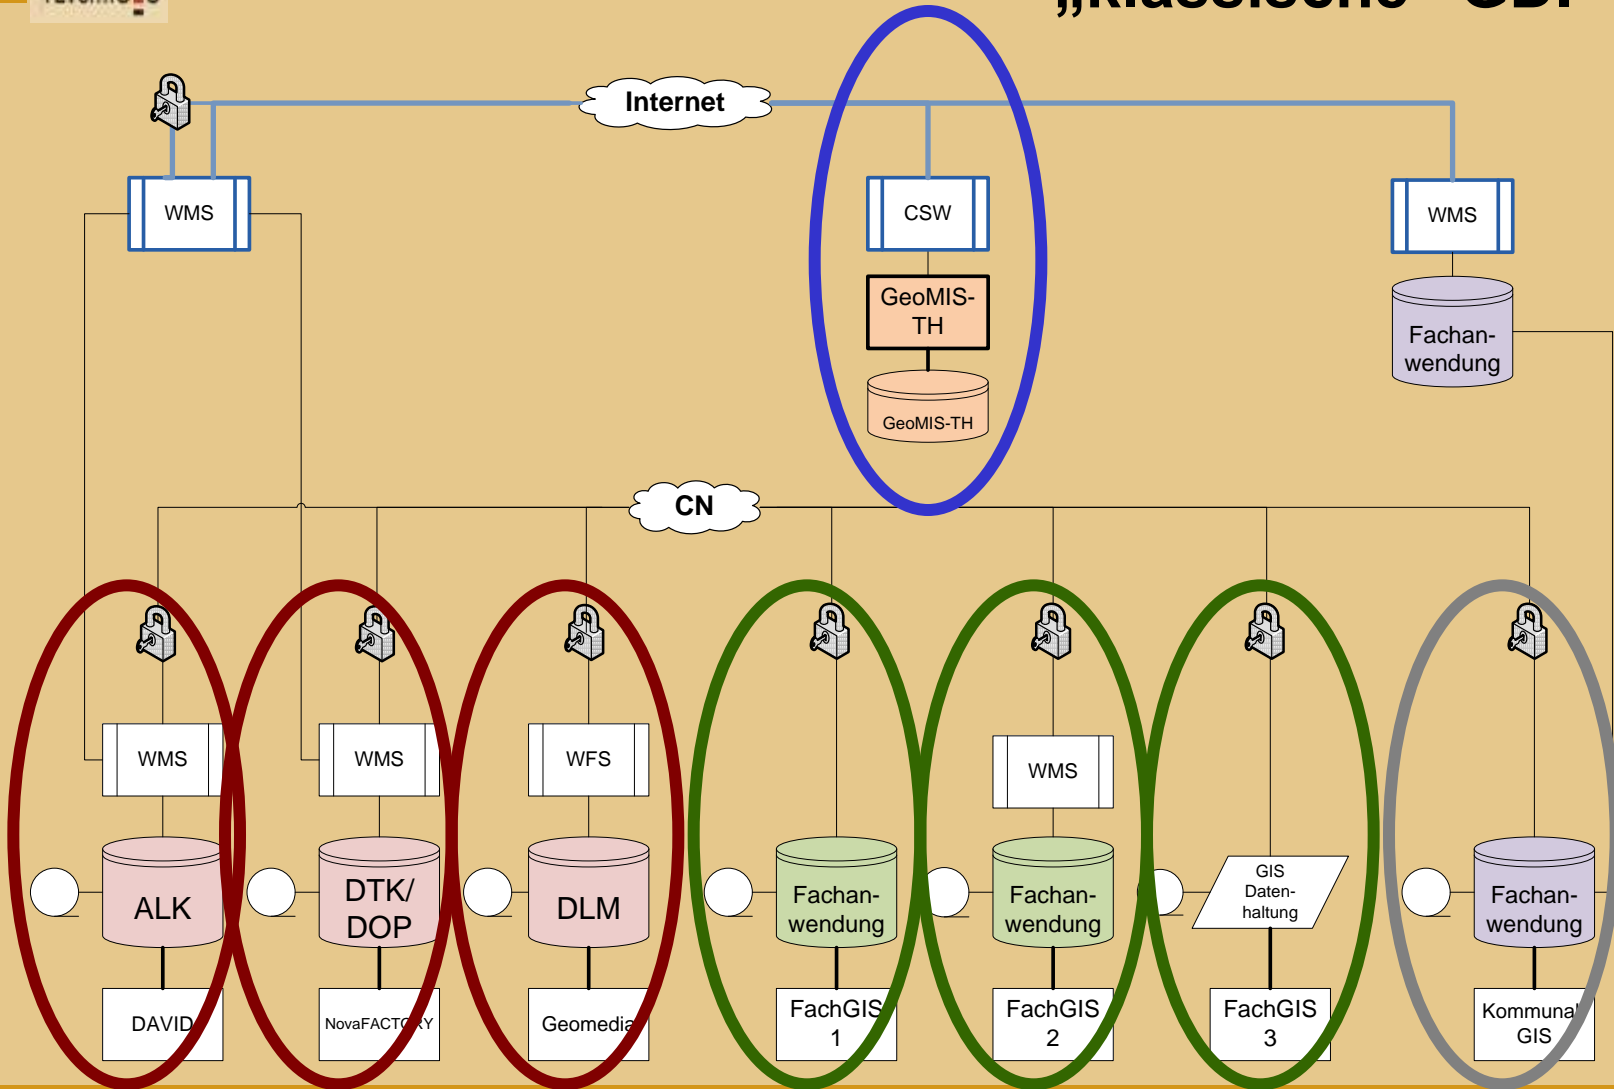 Internet
WMS
CSW
WMS
GeoMIS-
TH
Fachan-
wendung
GeoMIS-TH
CN
WMS
WMS
WFS
WMS
ALK
DTK/
DOP
DLM
Fachan-
wendung
Fachan-
wendung
GIS
Daten-
haltung
Fachan-
wendung
DAVID
NovaFACTORY
Geomedia
FachGIS
1
FachGIS
2
FachGIS
3
Kommunal
GIS